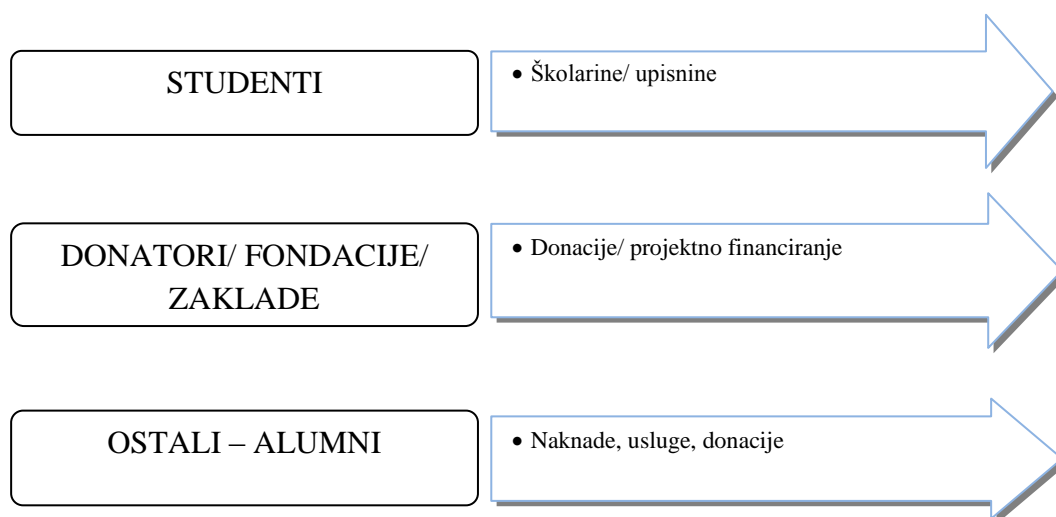 STUDENTI
• Školarine/ upisnine
DONATORI/ FONDACIJE/
ZAKLADE
• Donacije/ projektno financiranje
OSTALI – ALUMNI
• Naknade, usluge, donacije